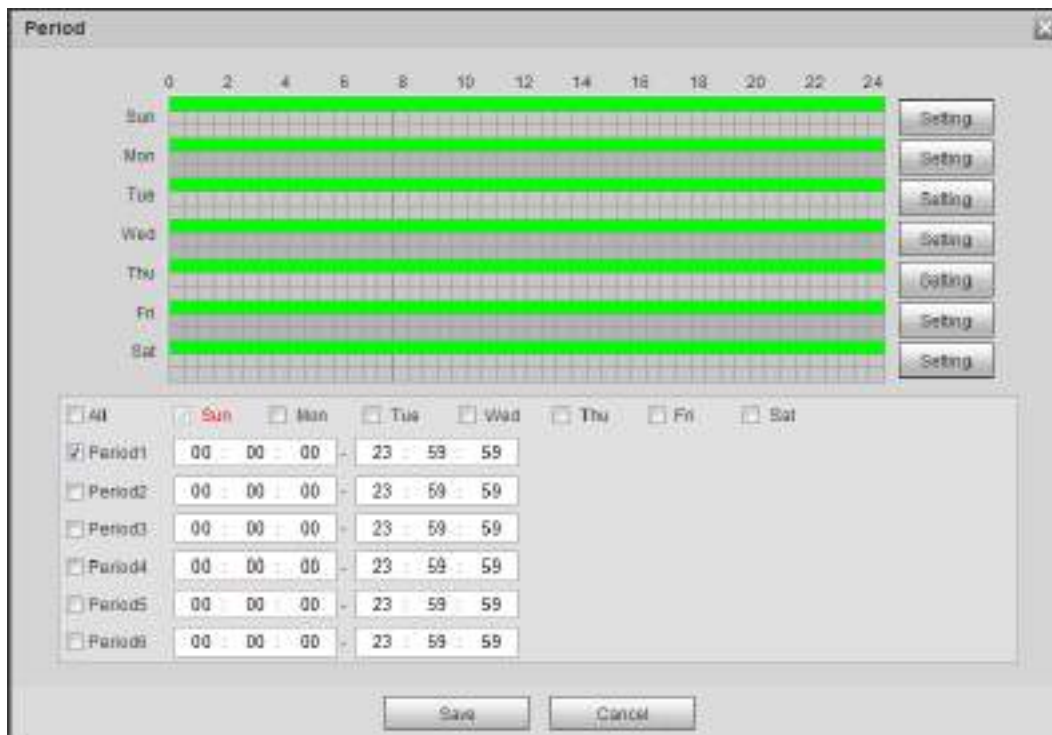 Period
0 2 4 6 8 10 12 14 16 18 20 22 24
Sun Setting
Mon Setting
Tue Setting
Wed Setting
Thu Setting
Fri Setting
Sat Setting
All Sun Mon Tue Wed Thu Fri Sat
Period1 00 : 00 : 00 - 23 : 59 : 59
Period2 00 : 00 : 00 - 23 : 59 : 59
Period3 00 : 00 : 00 - 23 : 59 : 59
Period4 00 : 00 : 00 - 23 : 59 : 59
Period5 00 : 00 : 00 - 23 : 59 : 59
Period6 00 : 00 : 00 - 23 : 59 : 59
Save Cancel